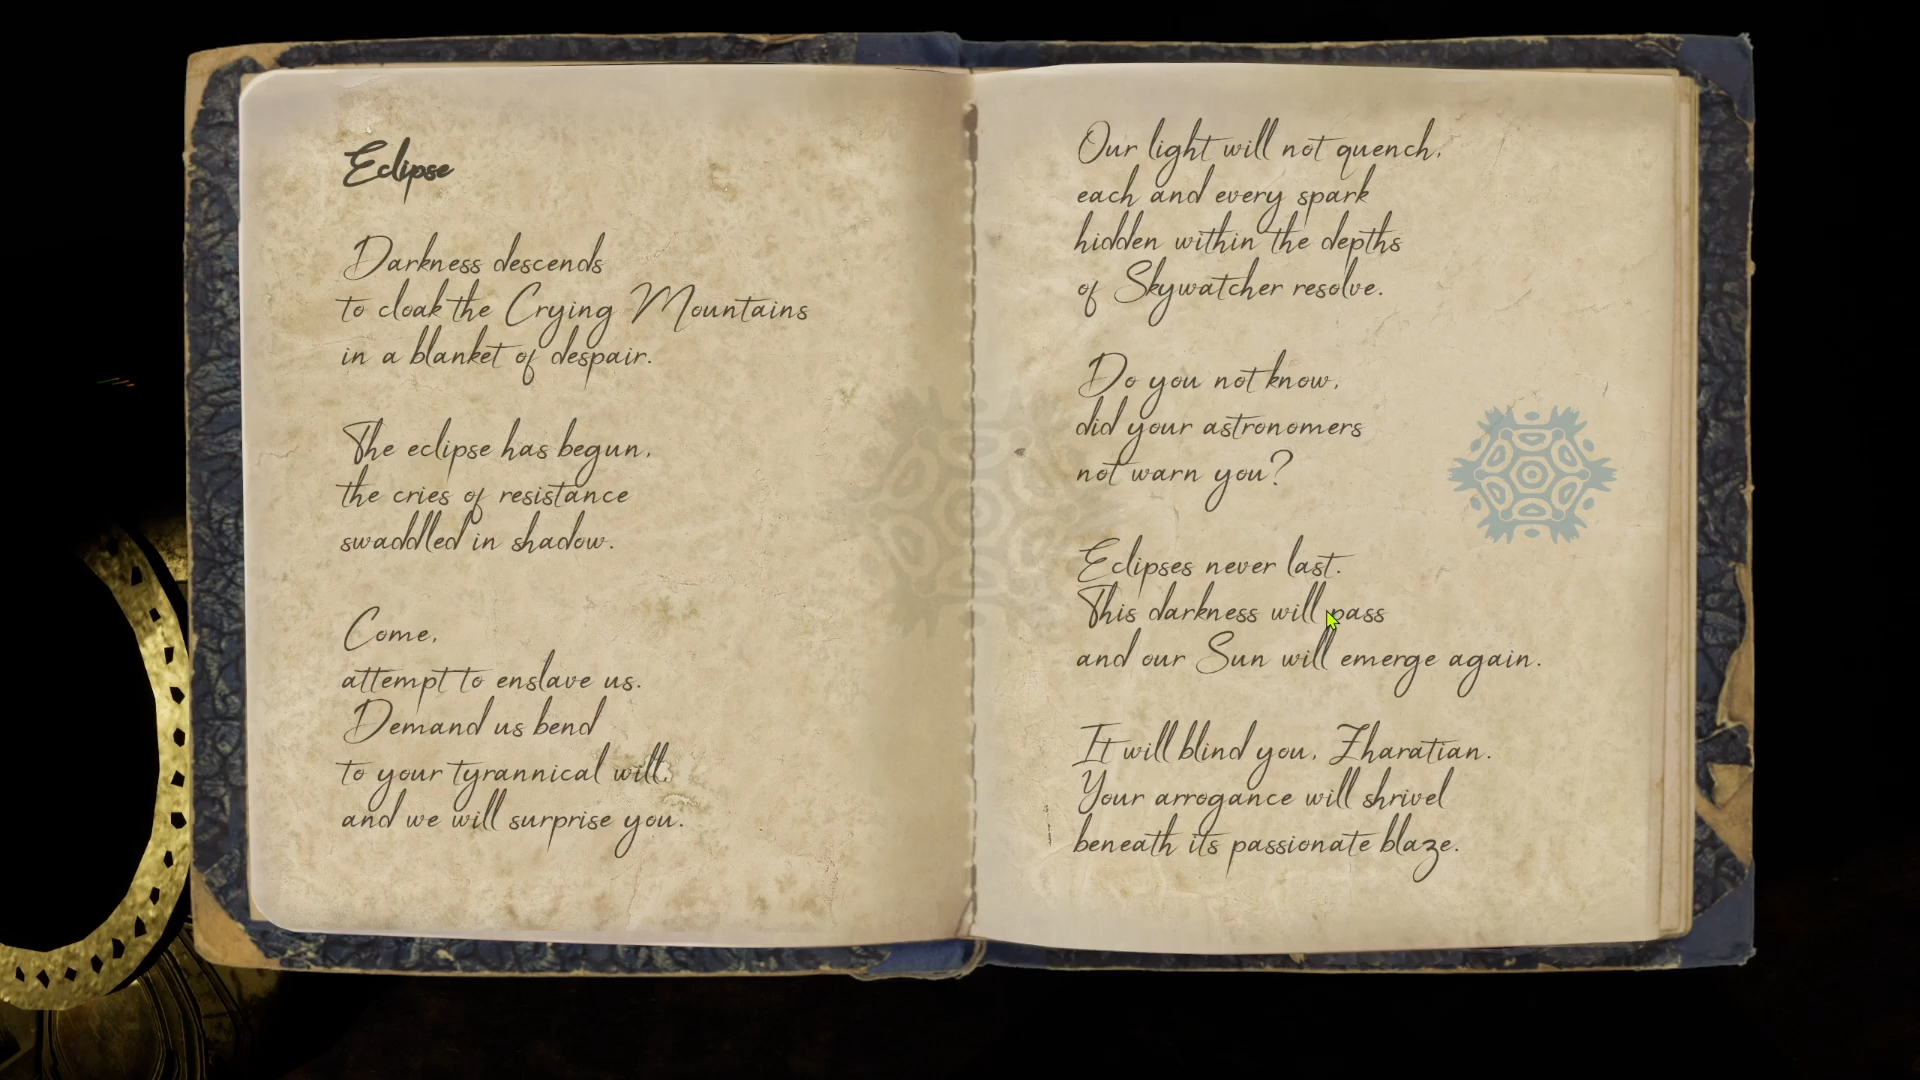 Eclipse
Darkness descends
to cloak the Crying Mountains
in a blanket of despair.
The eclipse has begun,
the cries of resistance
swaddled in shadow.
Come,
attempt to enslave us.
Demand us bend
to your tyrannical will,
and we will surprise you.
Our light will not quench,
each and every spark
hidden within the depths
of Skywatcher resolve.
Do you not know,
did your astronomers
not warn you?
Eclipses never last.
This darkness will pass
and our Sun will emerge again.
It will blind you, Zharatian.
Your arrogance will shrivel
beneath its passionate blaze.